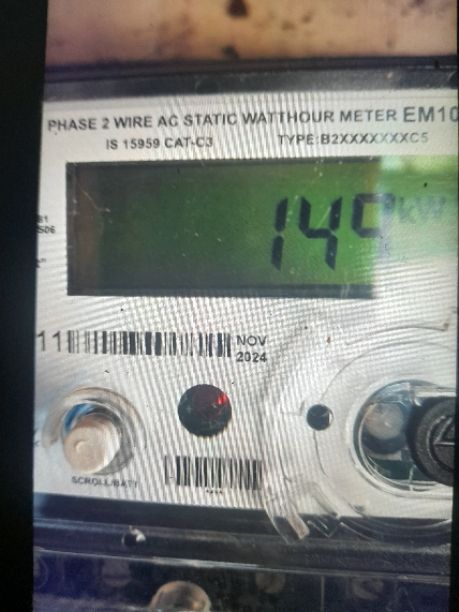 PHASE 2 WIRE AC STATIC WATTHOUR METER EM10
IS 15959 CAT-C3 TYPE:B2XXXXXXXC5
149 kW
11
NOV
2024
SCROLL/BATT